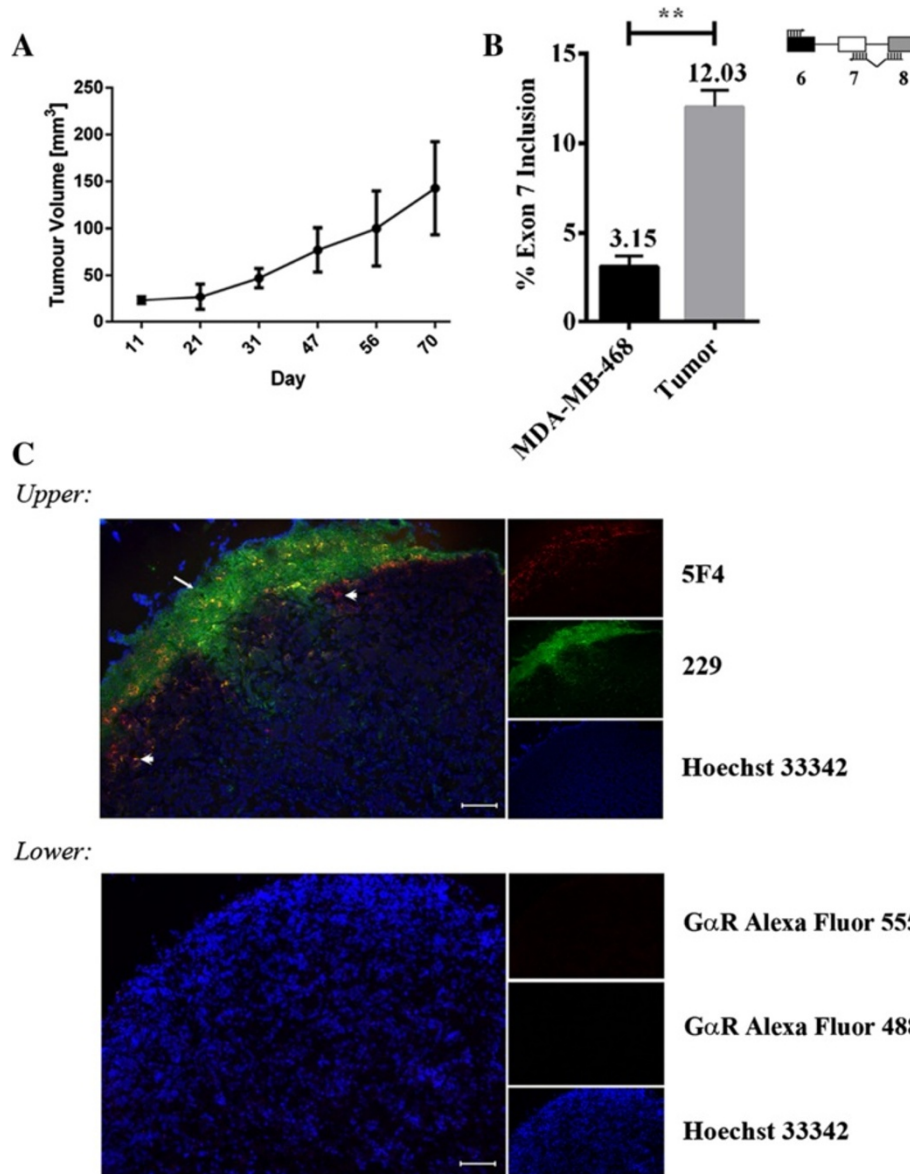 A
Tumour Volume [mm³]
250
200
150
100
50
0
11
21
31
47
56
70
Day
B
**
% Exon 7 Inclusion
15
10
5
0
3.15
12.03
MDA-MB-468
Tumor
6
7
8
C
Upper:
5F4
229
Hoechst 33342
Lower:
GαR Alexa Fluor 555
GαR Alexa Fluor 488
Hoechst 33342